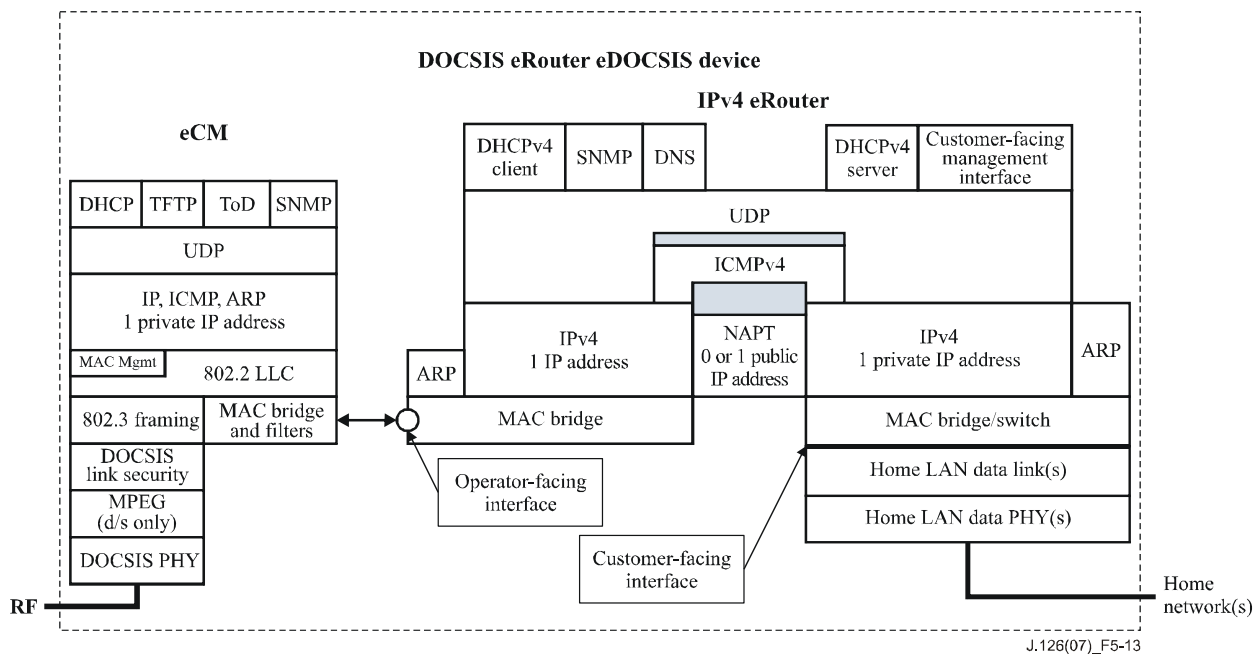 DOCSIS eRouter eDOCSIS device
IPv4 eRouter
eCM
DHCPv4
client
SNMP
DNS
DHCPv4
server
Customer-facing
management
interface
DHCP
TFTP
ToD
SNMP
UDP
UDP
ICMPv4
IP, ICMP, ARP
1 private IP address
IPv4
1 IP address
NAPT
0 or 1 public
IP address
IPv4
1 private IP address
ARP
MAC Mgmt
802.2 LLC
ARP
802.3 framing
MAC bridge
and filters
MAC bridge
MAC bridge/switch
DOCSIS
link security
Operator-facing
interface
Home LAN data link(s)
MPEG
(d/s only)
Home LAN data PHY(s)
DOCSIS PHY
Customer-facing
interface
RF
Home
network(s)
J.126(07)_F5-13